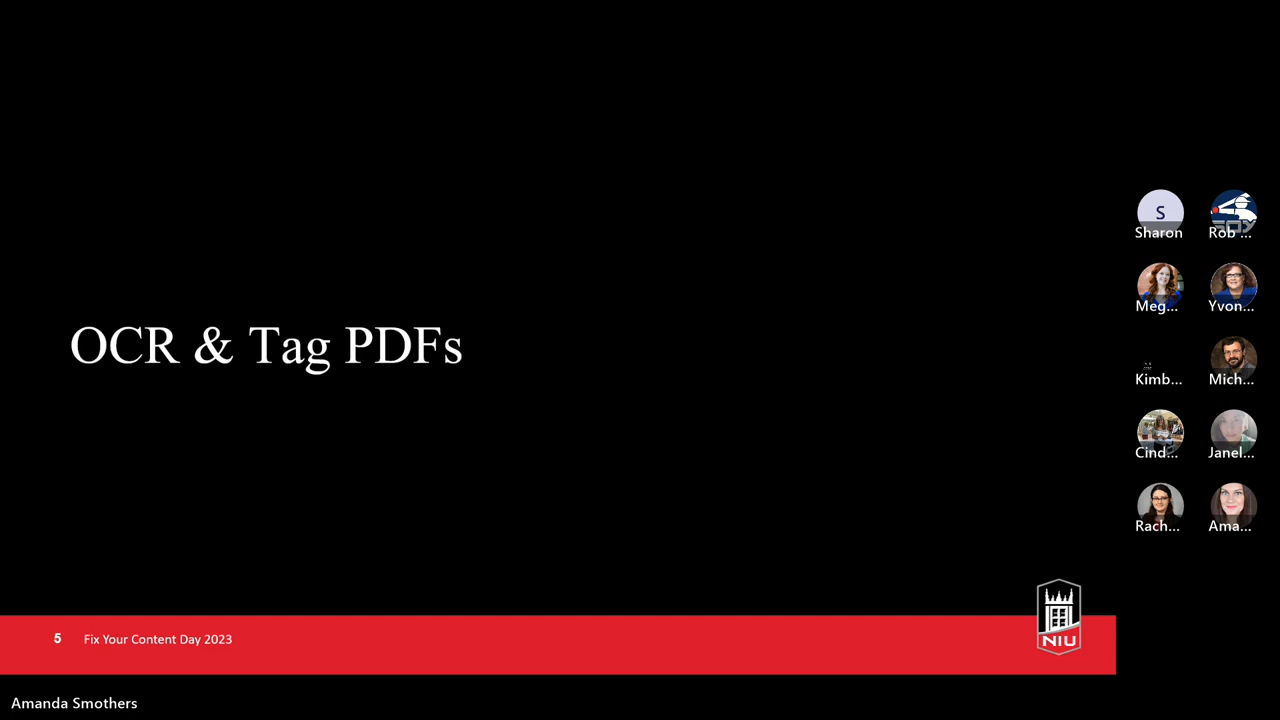 OCR & Tag PDFs
S
Sharon
Rob ...
Meg...
Yvon...
Kimb...
Mich...
Cind...
Janel...
Rach...
Ama...
NIU
5
Fix Your Content Day 2023
Amanda Smothers